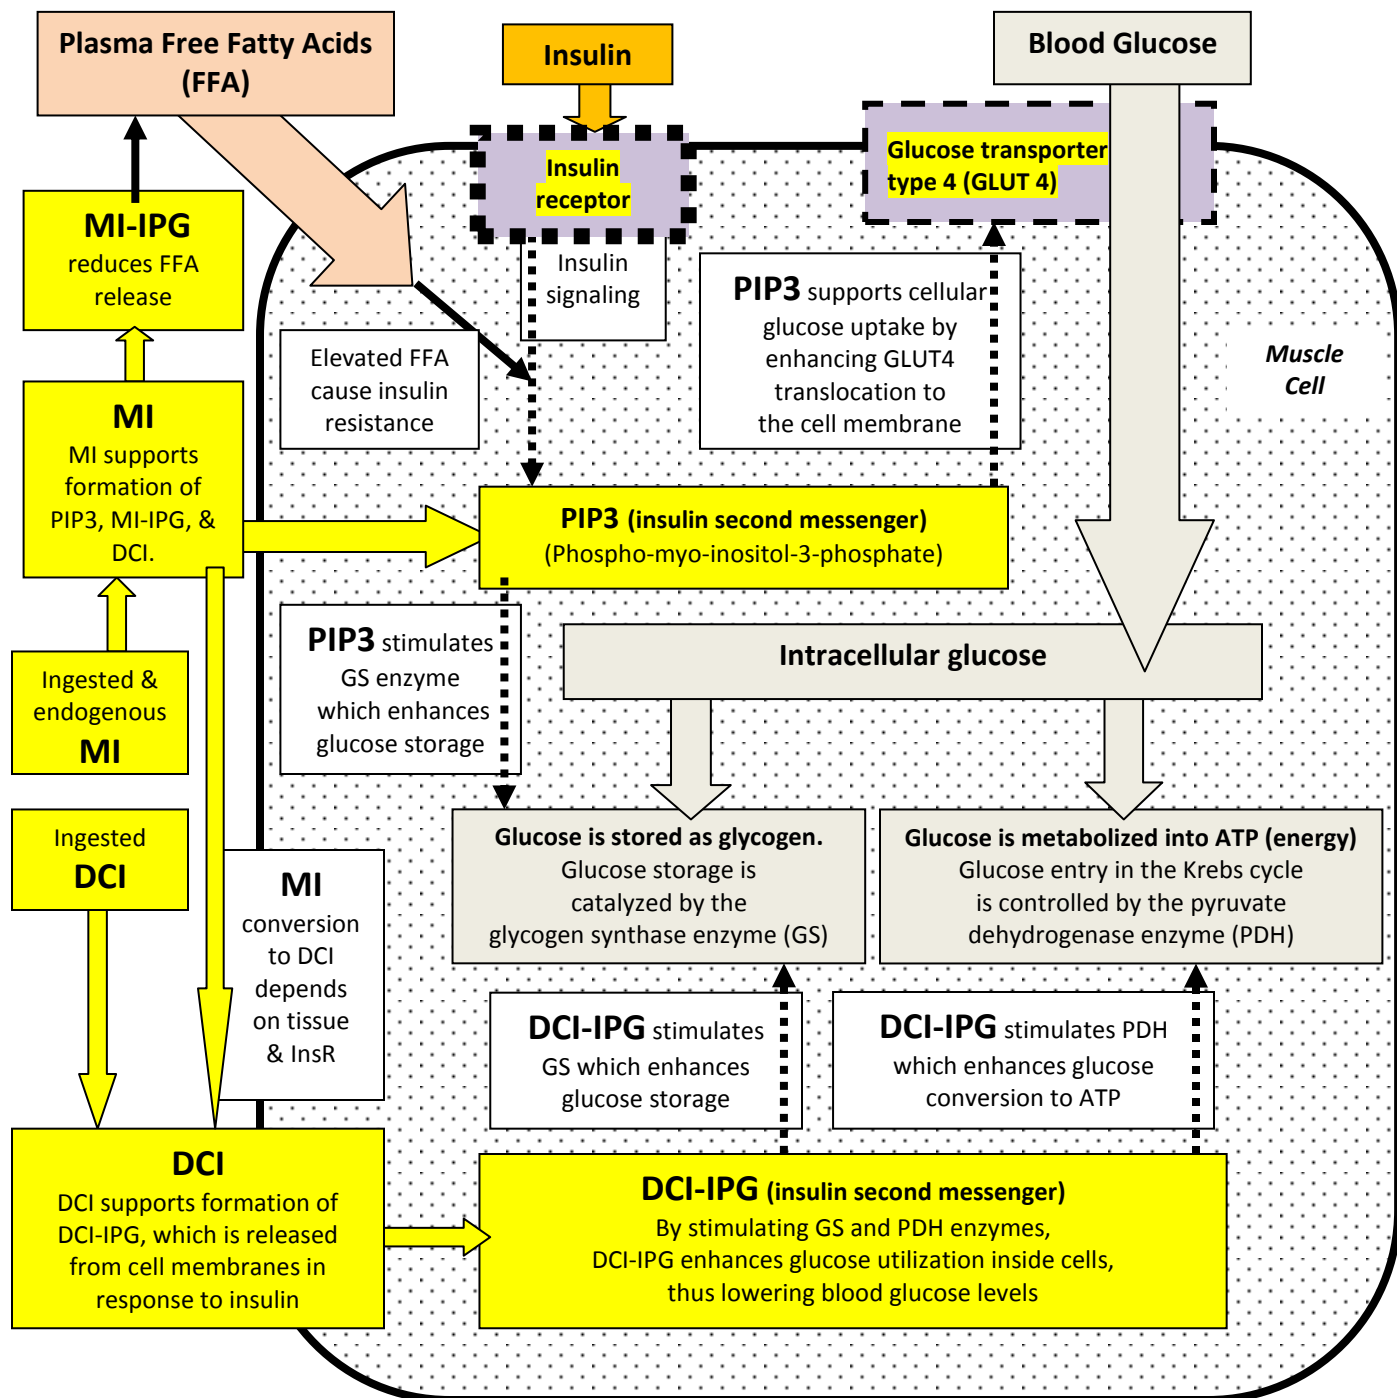 Plasma Free Fatty Acids
(FFA)
Insulin
Blood Glucose
Insulin
receptor
Glucose transporter
type 4 (GLUT 4)
MI-IPG
reduces FFA
release
Insulin
signaling
PIP3 supports cellular
glucose uptake by
enhancing GLUT4
translocation to
the cell membrane
Elevated FFA
cause insulin
resistance
Muscle
Cell
MI
MI supports
formation of
PIP3, MI-IPG, &
DCI.
PIP3 (insulin second messenger)
(Phospho-myo-inositol-3-phosphate)
PIP3 stimulates
GS enzyme
which enhances
glucose storage
Intracellular glucose
Ingested &
endogenous
MI
Ingested
DCI
Glucose is stored as glycogen.
Glucose storage is
catalyzed by the
glycogen synthase enzyme (GS)
Glucose is metabolized into ATP (energy)
Glucose entry in the Krebs cycle
is controlled by the pyruvate
dehydrogenase enzyme (PDH)
MI
conversion
to DCI
depends
on tissue
& InsR
DCI-IPG stimulates
GS which enhances
glucose storage
DCI-IPG stimulates PDH
which enhances glucose
conversion to ATP
DCI
DCI supports formation of
DCI-IPG, which is released
from cell membranes in
response to insulin
DCI-IPG (insulin second messenger)
By stimulating GS and PDH enzymes,
DCI-IPG enhances glucose utilization inside cells,
thus lowering blood glucose levels